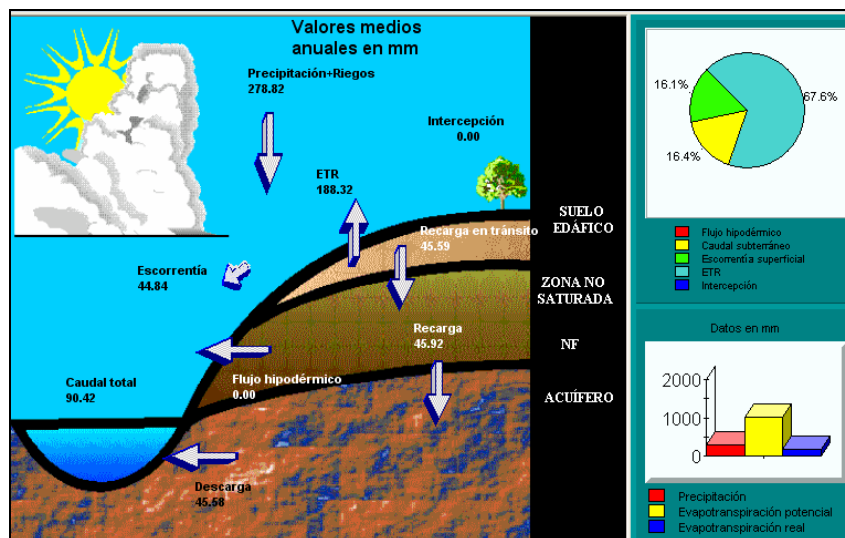 Valores medios
anuales en mm
Precipitación+Riegos
278.82
Intercepción
0.00
ETR
188.32
Recarga en tránsito
45.59
Escorrentía
44.84
Recarga
45.92
Caudal total
90.42
Flujo hipodérmico
0.00
Descarga
45.58
SUELO
EDÁFICO
ZONA NO
SATURADA
NF
ACUÍFERO
16.1%
67.6%
16.4%
Flujo hipodérmico
Caudal subterráneo
Escorrentía superficial
ETR
Intercepción
Datos en mm
2000
1000
0
Precipitación
Evapotranspiración potencial
Evapotranspiración real